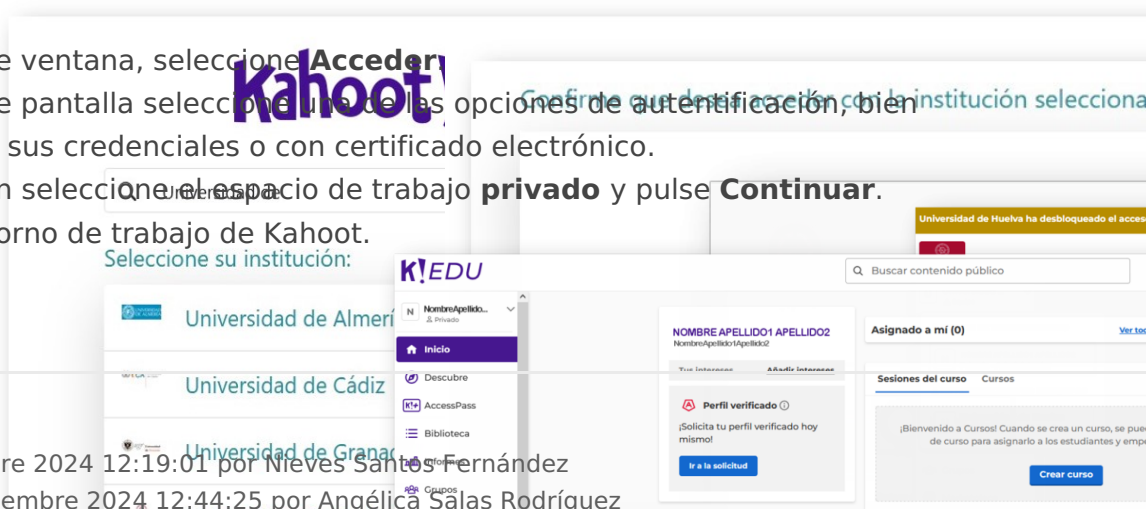 e ventana, seleccione Acceder.
e pantalla seleccione una de las opciones de autentificación, bien
sus credenciales o con certificado electrónico.
n seleccione el espacio de trabajo privado y pulse Continuar.
orno de trabajo de Kahoot.
Kahoot!
Confirme que desea acceder con la institución selecciona
Universidad de
Seleccione su institución:
Universidad de Almerí
Universidad de Cádiz
Universidad de Granad
Universidad de Huelva ha desbloqueado el acces
K!EDU
Buscar contenido público
N NombreApellido...
Privado
Inicio
Descubre
K!+ AccessPass
Biblioteca
Informes
Grupos
NOMBRE APELLIDO1 APELLIDO2
NombreApellido1Apellido2
Tus intereses Añadir intereses
Perfil verificado
¡Solicita tu perfil verificado hoy
mismo!
Ir a la solicitud
Asignado a mí (0) Ver tod
Sesiones del curso Cursos
¡Bienvenido a Cursos! Cuando se crea un curso, se pue
de curso para asignarlo a los estudiantes y emp
Crear curso
re 2024 12:19:01 por Nieves Santos Fernández
embre 2024 12:44:25 por Angélica Salas Rodríguez